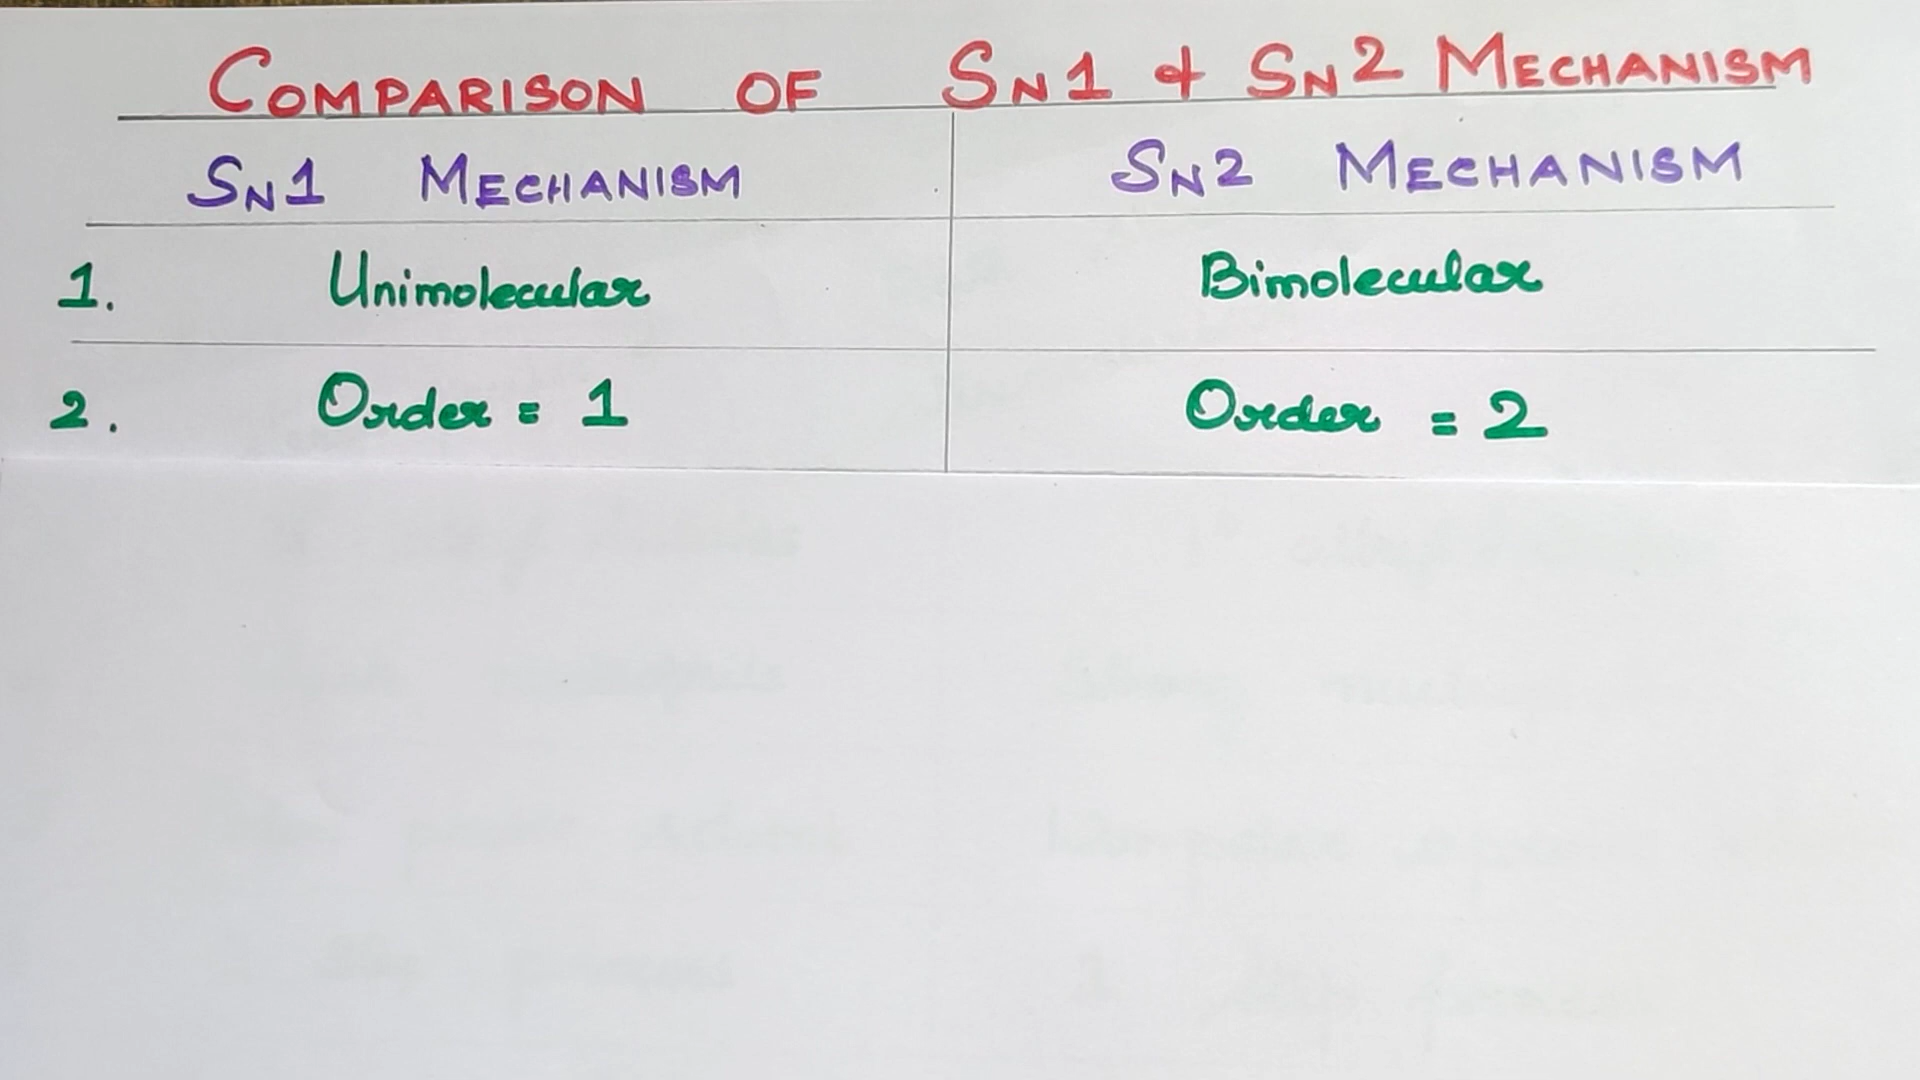 COMPARISON OF SN1 & SN2 MECHANISM
SN1 MECHANISM SN2 MECHANISM
1. Unimolecular Bimolecular
2. Order = 1 Order = 2